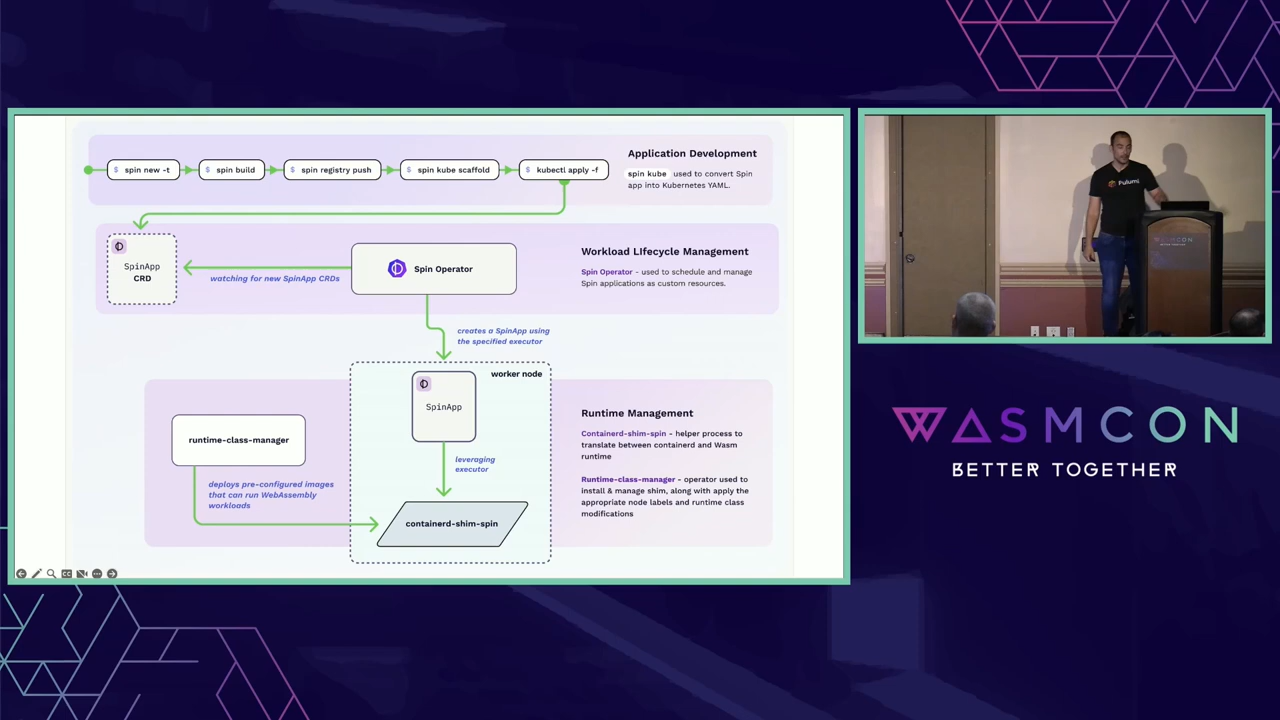 $ spin new -t
$ spin build
$ spin registry push
$ spin kube scaffold
$ kubectl apply -f
Application Development
spin kube used to convert Spin
app into Kubernetes YAML.
SpinApp
CRD
watching for new SpinApp CRDs
Spin Operator
Workload LIfecycle Management
Spin Operator - used to schedule and manage
Spin applications as custom resources.
creates a SpinApp using
the specified executor
worker node
SpinApp
runtime-class-manager
leveraging
executor
deploys pre-configured images
that can run WebAssembly
workloads
containerd-shim-spin
Runtime Management
Containerd-shim-spin - helper process to
translate between containerd and Wasm
runtime
Runtime-class-manager - operator used to
install & manage shim, along with apply the
appropriate node labels and runtime class
modifications
CC
Pulumi
WASMCON
WASMCON
BETTER TOGETHER